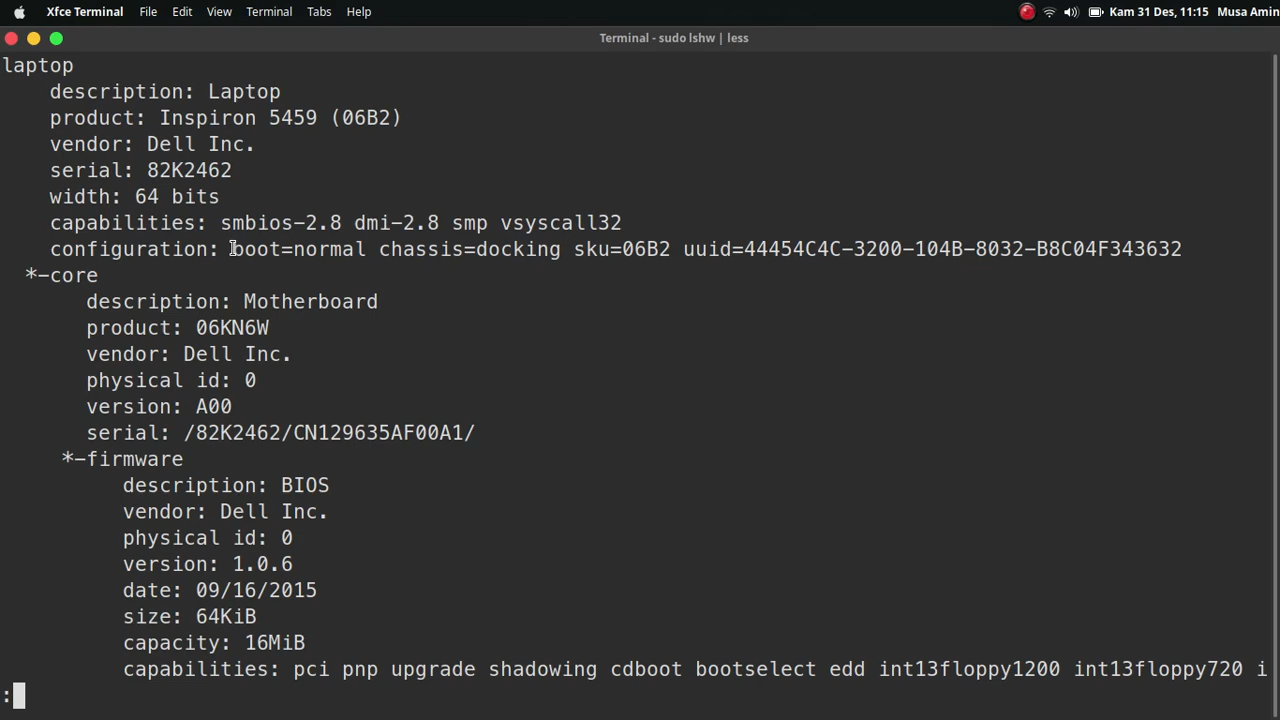 Xfce Terminal File Edit View Terminal Tabs Help Kam 31 Des, 11:15 Musa Amin
Terminal - sudo lshw | less
laptop
description: Laptop
product: Inspiron 5459 (06B2)
vendor: Dell Inc.
serial: 82K2462
width: 64 bits
capabilities: smbios-2.8 dmi-2.8 smp vsyscall32
configuration: boot=normal chassis=docking sku=06B2 uuid=44454C4C-3200-104B-8032-B8C04F343632
*-core
description: Motherboard
product: 06KN6W
vendor: Dell Inc.
physical id: 0
version: A00
serial: /82K2462/CN129635AF00A1/
*-firmware
description: BIOS
vendor: Dell Inc.
physical id: 0
version: 1.0.6
date: 09/16/2015
size: 64KiB
capacity: 16MiB
capabilities: pci pnp upgrade shadowing cdboot bootselect edd int13floppy1200 int13floppy720 i
: